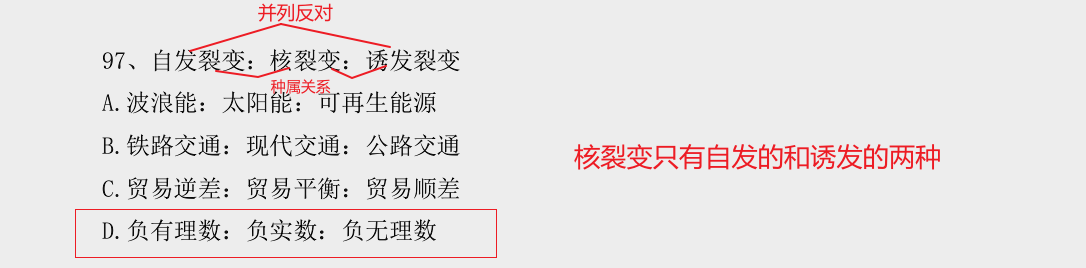 并列反对
97、自发裂变：核裂变：诱发裂变
种属关系
A.波浪能：太阳能：可再生能源
B.铁路交通：现代交通：公路交通
核裂变只有自发的和诱发的两种
C.贸易逆差：贸易平衡：贸易顺差
D.负有理数：负实数：负无理数